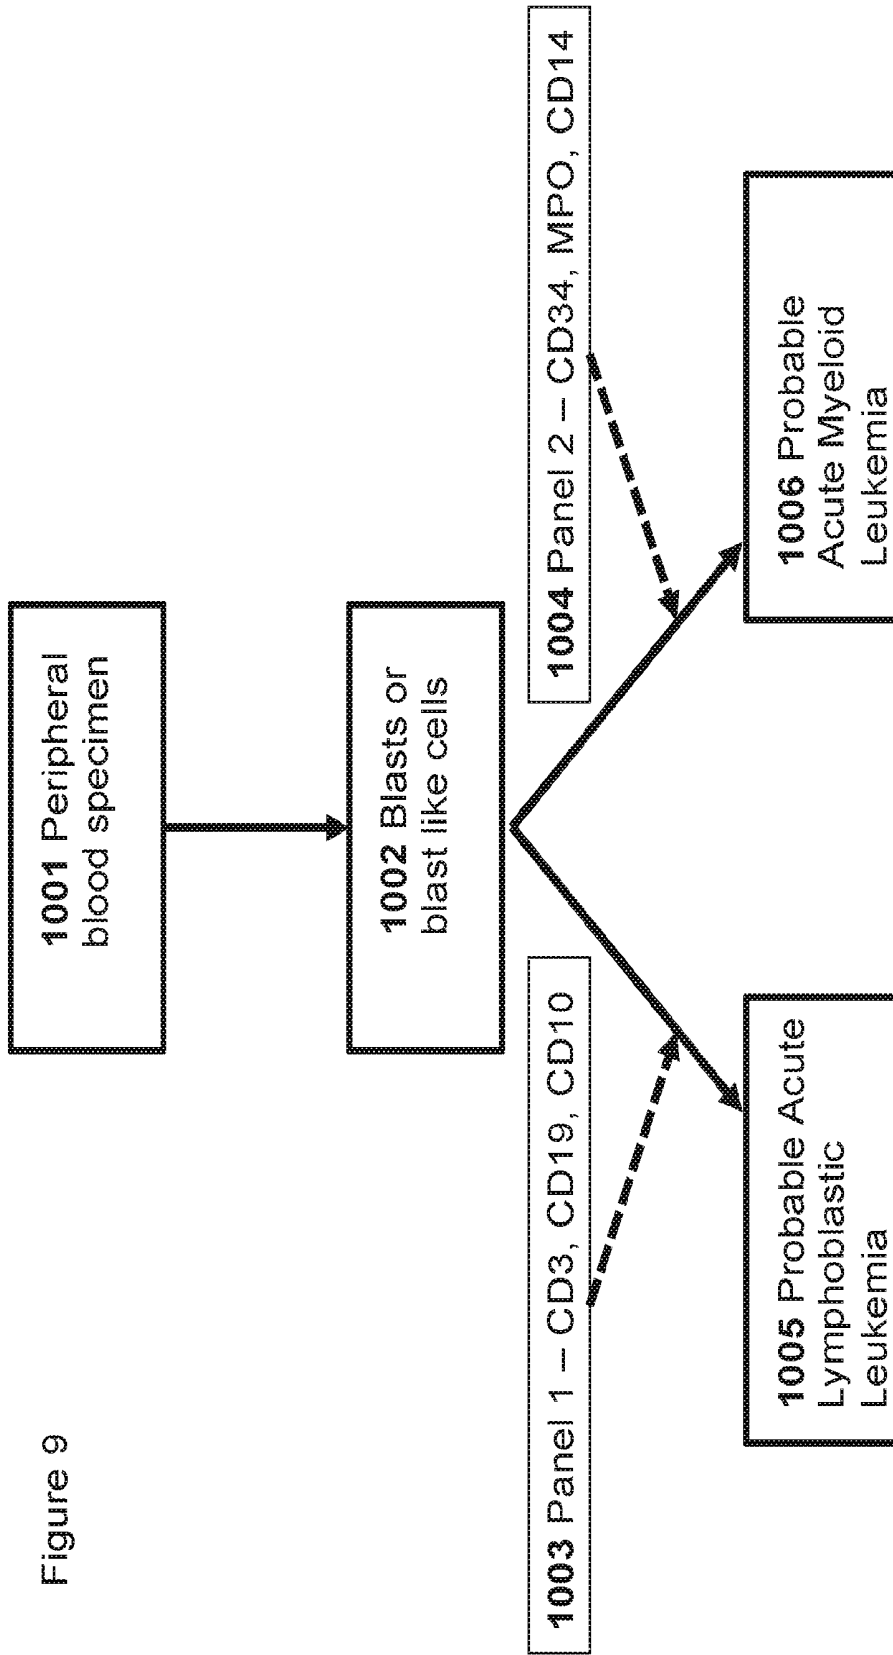 Figure 9
1001 Peripheral
blood specimen
1002 Blasts or
blast like cells
1003 Panel 1 – CD3, CD19, CD10
1004 Panel 2 – CD34, MPO, CD14
1005 Probable Acute
Lymphoblastic
Leukemia
1006 Probable
Acute Myeloid
Leukemia